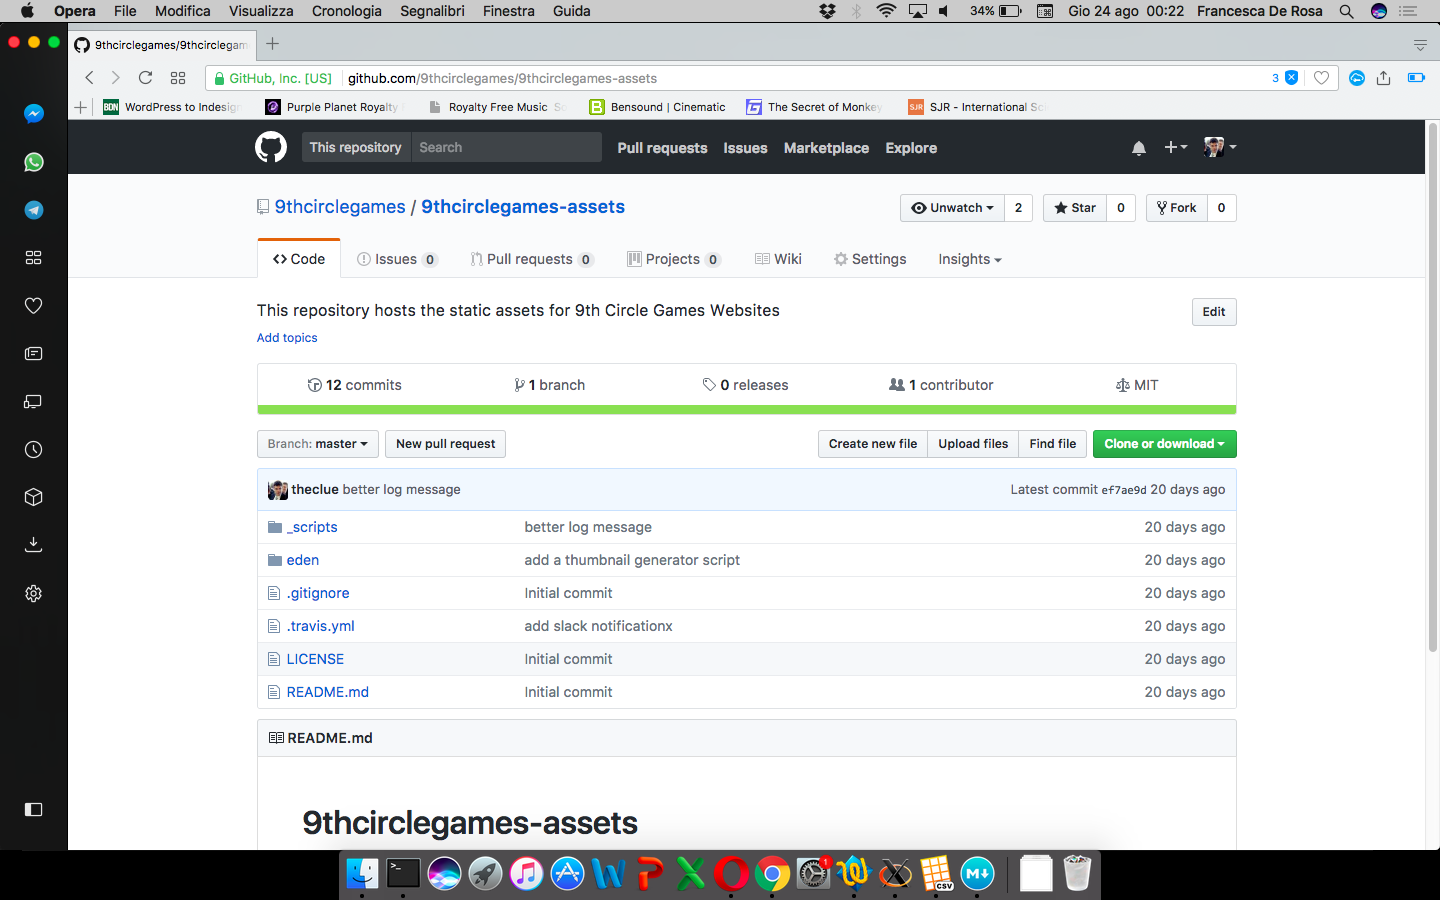 Opera File Modifica Visualizza Cronologia Segnalibri Finestra Guida 34% Gio 24 ago 00:22 Francesca De Rosa
9thcirclegames/9thcirclegam
GitHub, Inc. [US] github.com/9thcirclegames/9thcirclegames-assets 3
BDN WordPress to Indesig Purple Planet Royalty Royalty Free Music So Bensound | Cinematic The Secret of Monkey SJR SJR - International Sc
This repository Search Pull requests Issues Marketplace Explore
9thcirclegames / 9thcirclegames-assets Unwatch 2 Star 0 Fork 0
Code Issues 0 Pull requests 0 Projects 0 Wiki Settings Insights
This repository hosts the static assets for 9th Circle Games Websites Edit
Add topics
12 commits 1 branch 0 releases 1 contributor MIT
Branch: master New pull request Create new file Upload files Find file Clone or download
theclue better log message Latest commit ef7ae9d 20 days ago
_scripts better log message 20 days ago
eden add a thumbnail generator script 20 days ago
.gitignore Initial commit 20 days ago
.travis.yml add slack notificationx 20 days ago
LICENSE Initial commit 20 days ago
README.md Initial commit 20 days ago
README.md
9thcirclegames-assets
1
CSV